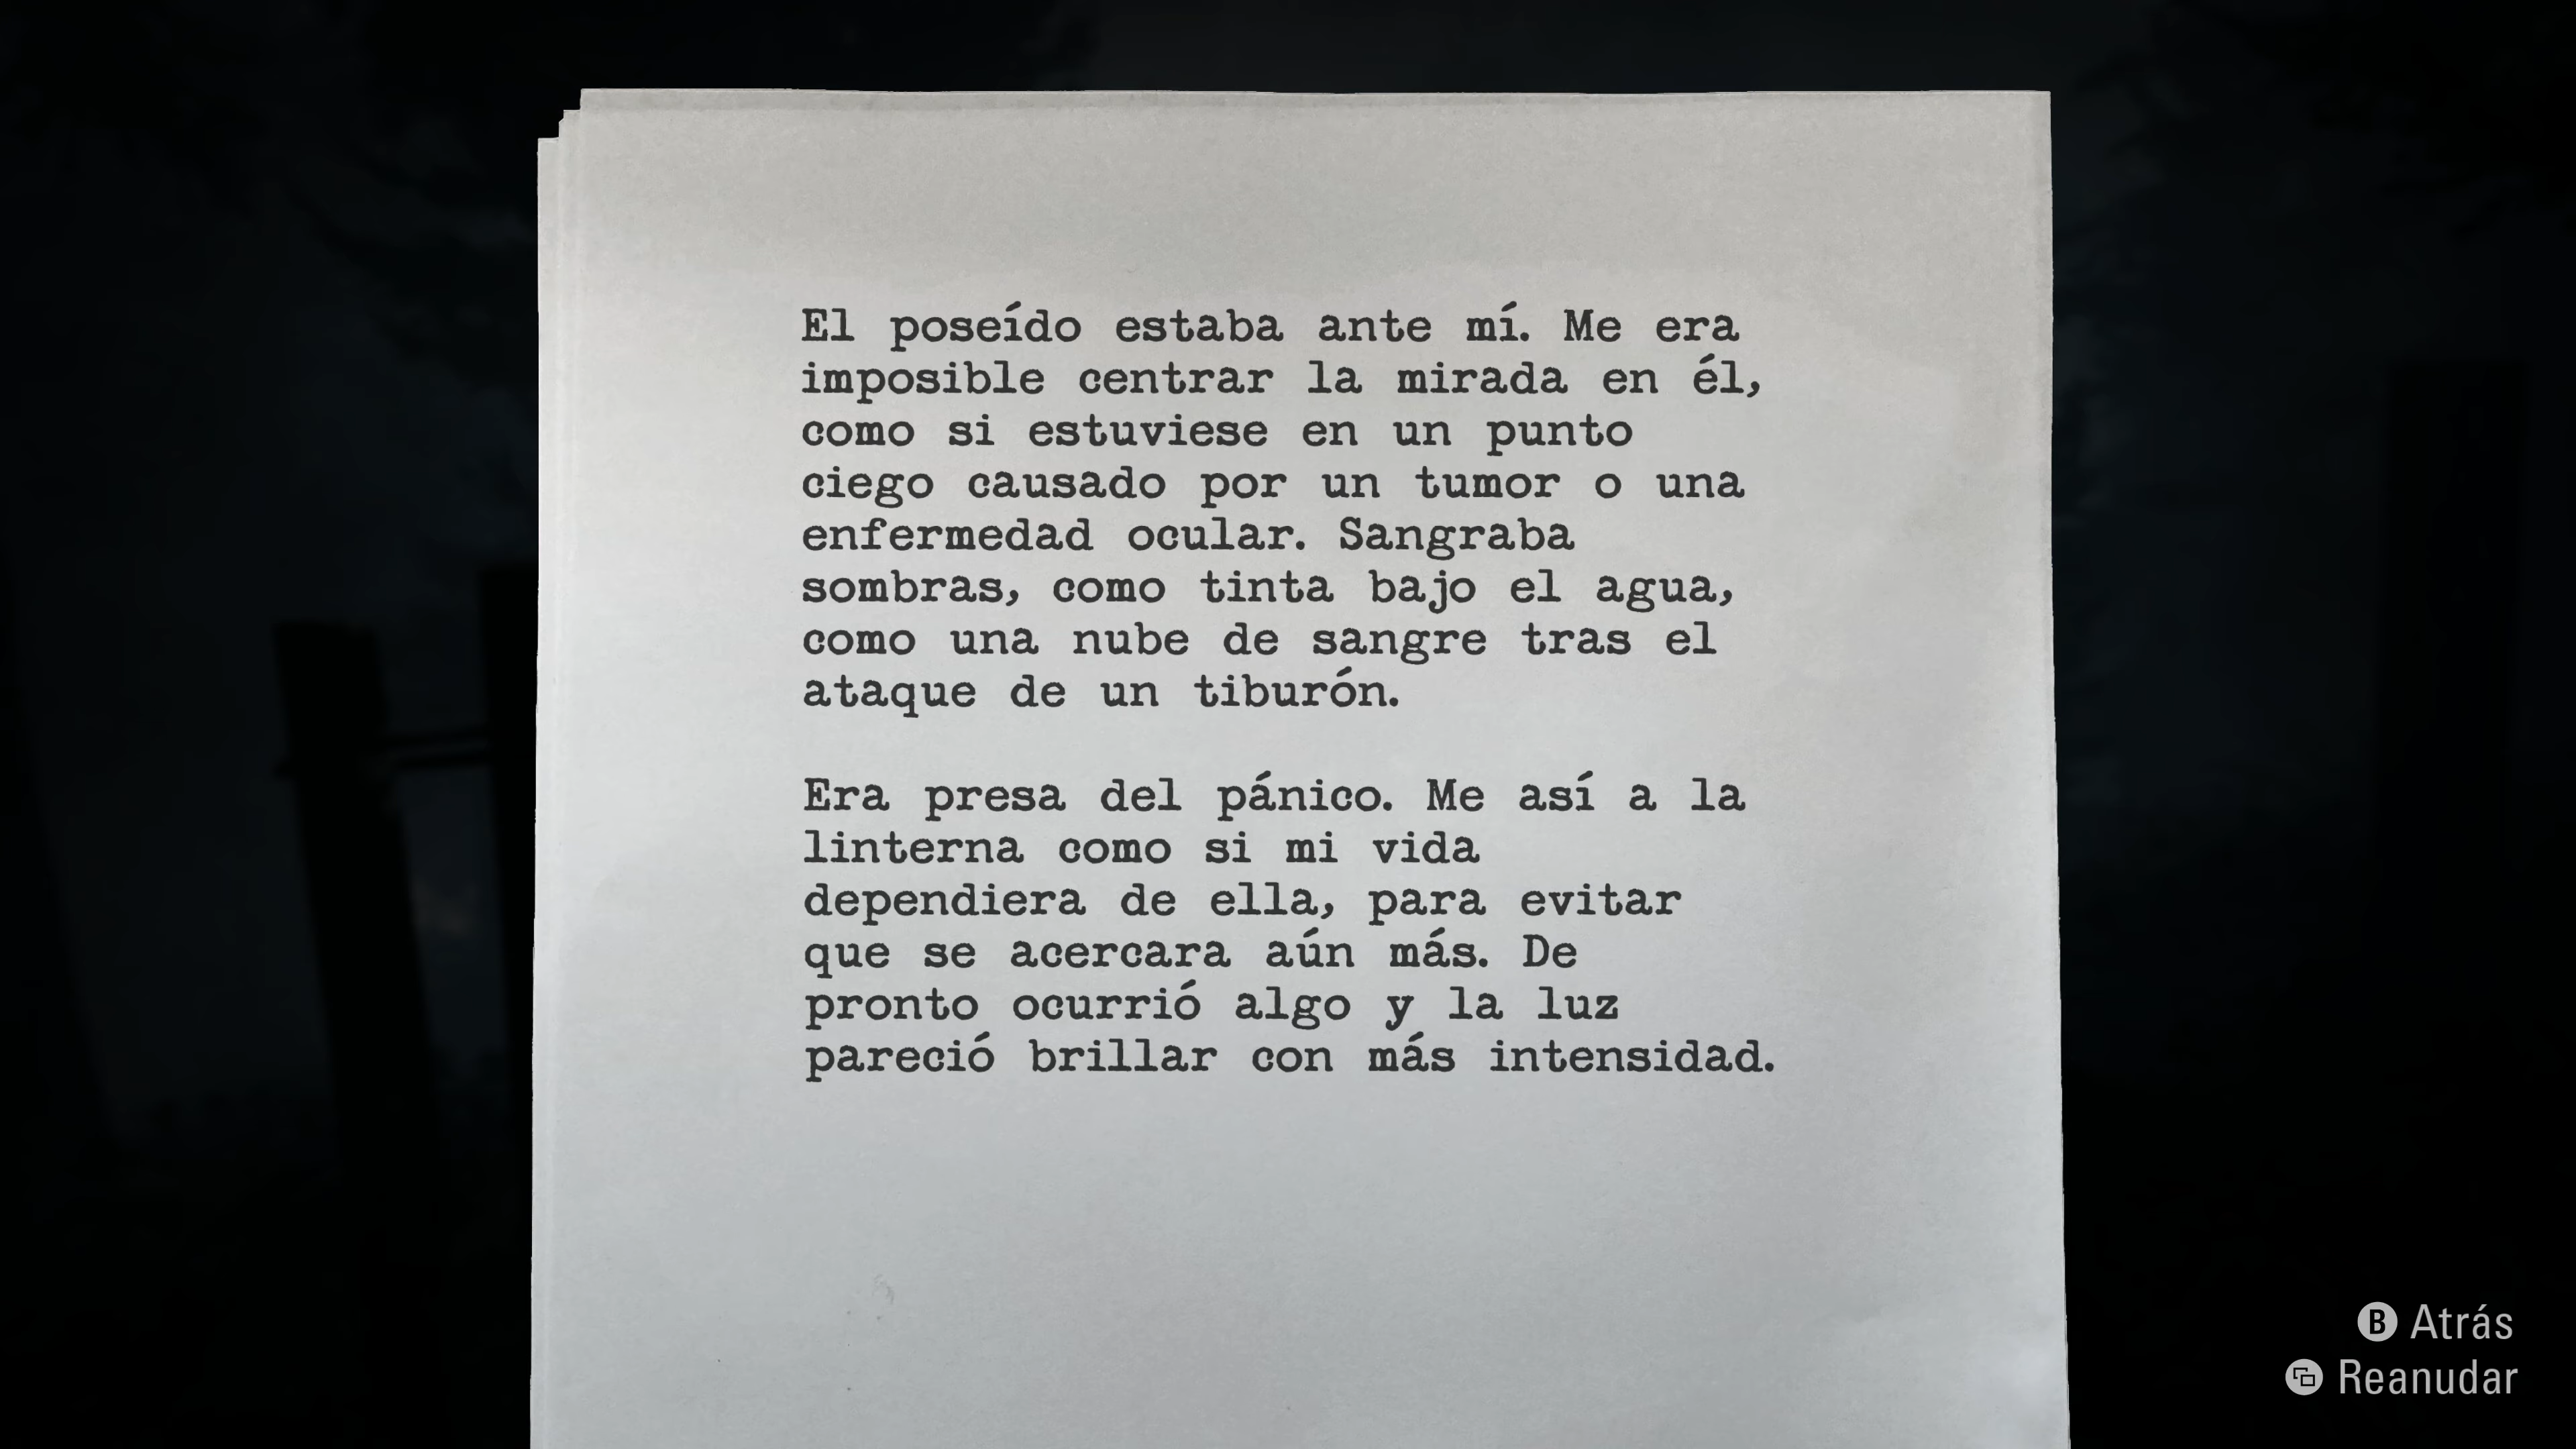 El poseído estaba ante mí. Me era
imposible centrar la mirada en él,
como si estuviese en un punto
ciego causado por un tumor o una
enfermedad ocular. Sangraba
sombras, como tinta bajo el agua,
como una nube de sangre tras el
ataque de un tiburón.
Era presa del pánico. Me así a la
linterna como si mi vida
dependiera de ella, para evitar
que se acercara aún más. De
pronto ocurrió algo y la luz
pareció brillar con más intensidad.
B Atrás
Reanudar